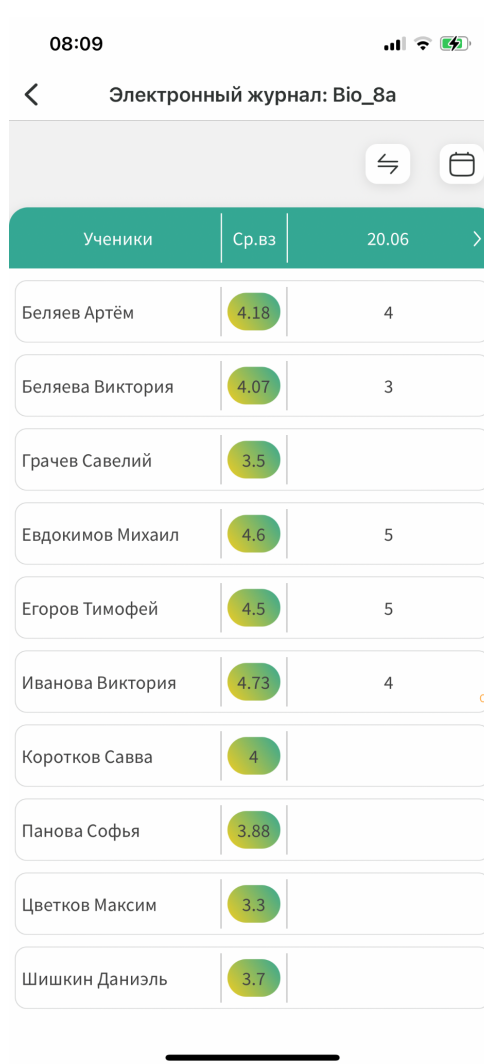 08:09
Электронный журнал: Bio_8a
Ученики Ср.вз 20.06
Беляев Артём 4.18 4
Беляева Виктория 4.07 3
Грачев Савелий 3.5
Евдокимов Михаил 4.6 5
Егоров Тимофей 4.5 5
Иванова Виктория 4.73 4
Коротков Савва 4
Панова Софья 3.88
Цветков Максим 3.3
Шишкин Даниэль 3.7